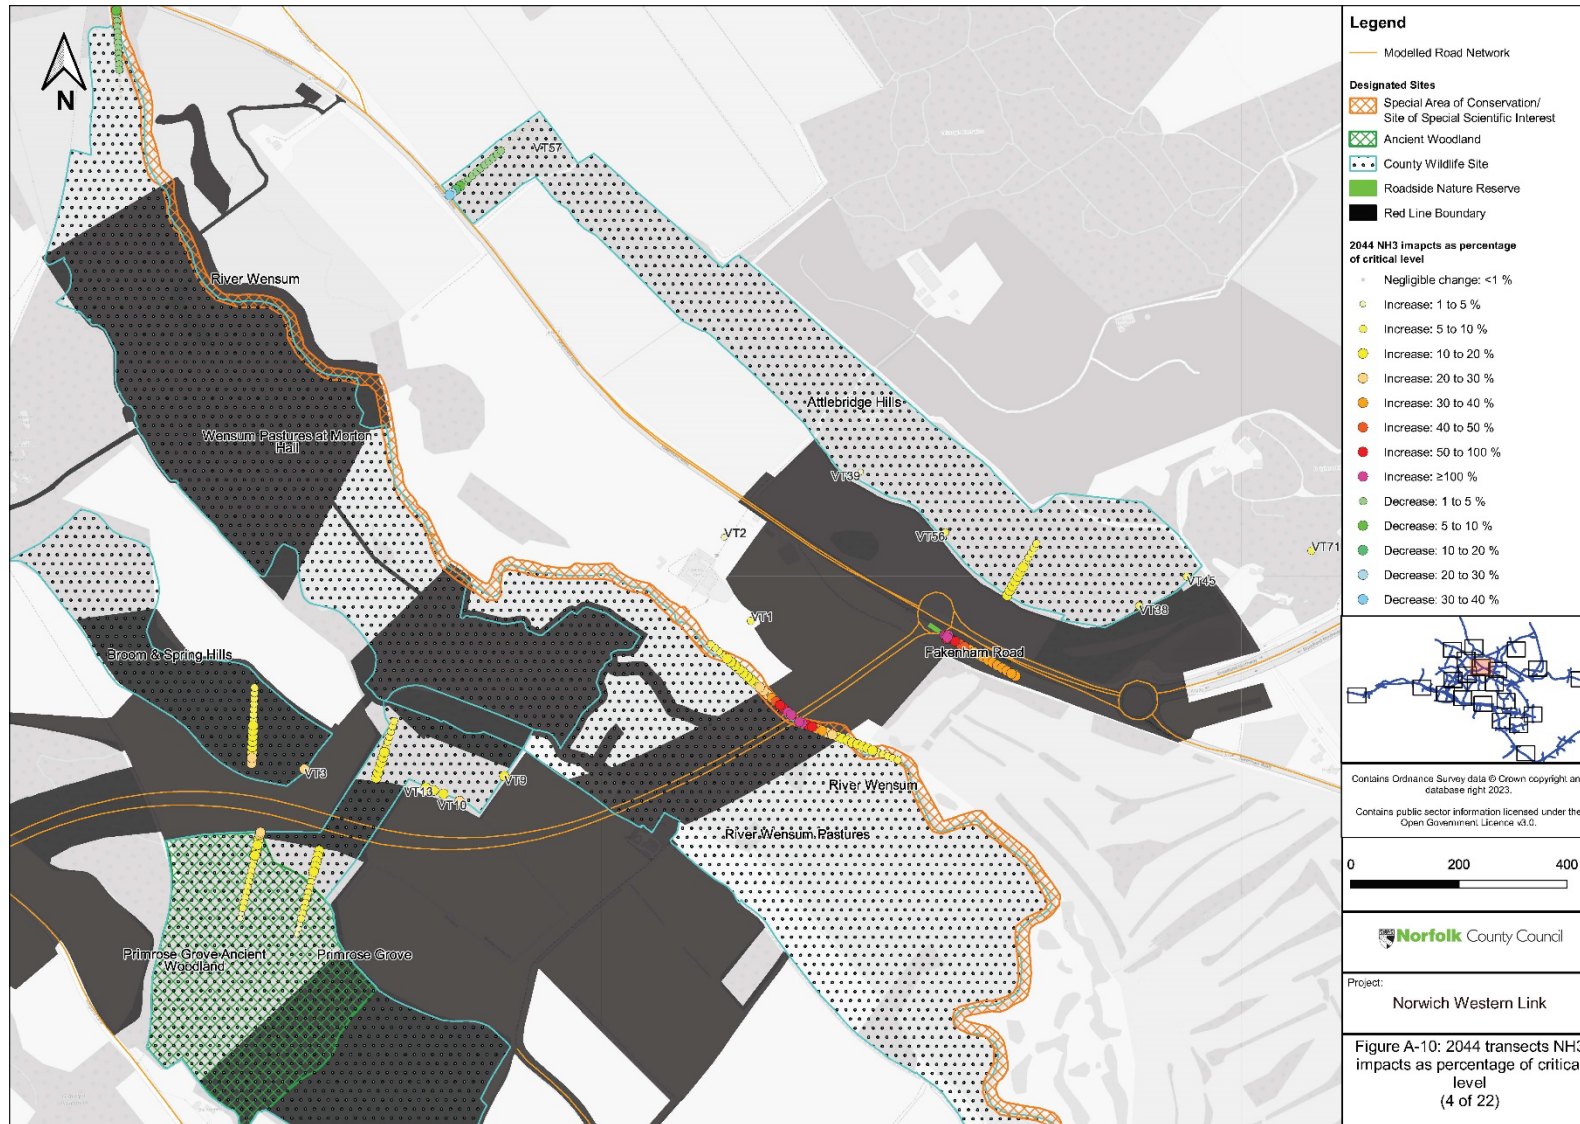 N
VT57
River Wensum
Attlebridge Hills
Wensum Pastures at Morton
Hall
VT39
VT2
VT56
VT71
VT45
VT38
VT1
Fakenham Road
Broom & Spring Hills
VT3
VT9
VT13
VT10
River Wensum
River Wensum Pastures
Primrose Grove Ancient
Woodland
Primrose Grove
Legend
Modelled Road Network
Designated Sites
Special Area of Conservation/
Site of Special Scientific Interest
Ancient Woodland
County Wildlife Site
Roadside Nature Reserve
Red Line Boundary
2044 NH3 imapcts as percentage
of critical level
Negligible change: <1 %
Increase: 1 to 5 %
Increase: 5 to 10 %
Increase: 10 to 20 %
Increase: 20 to 30 %
Increase: 30 to 40 %
Increase: 40 to 50 %
Increase: 50 to 100 %
Increase: ≥100 %
Decrease: 1 to 5 %
Decrease: 5 to 10 %
Decrease: 10 to 20 %
Decrease: 20 to 30 %
Decrease: 30 to 40 %
Contains Ordnance Survey data © Crown copyright an
database right 2023.
Contains public sector information licensed under the
Open Government Licence v3.0.
0 200 400
Norfolk County Council
Project:
Norwich Western Link
Figure A-10: 2044 transects NH3
impacts as percentage of critica
level
(4 of 22)